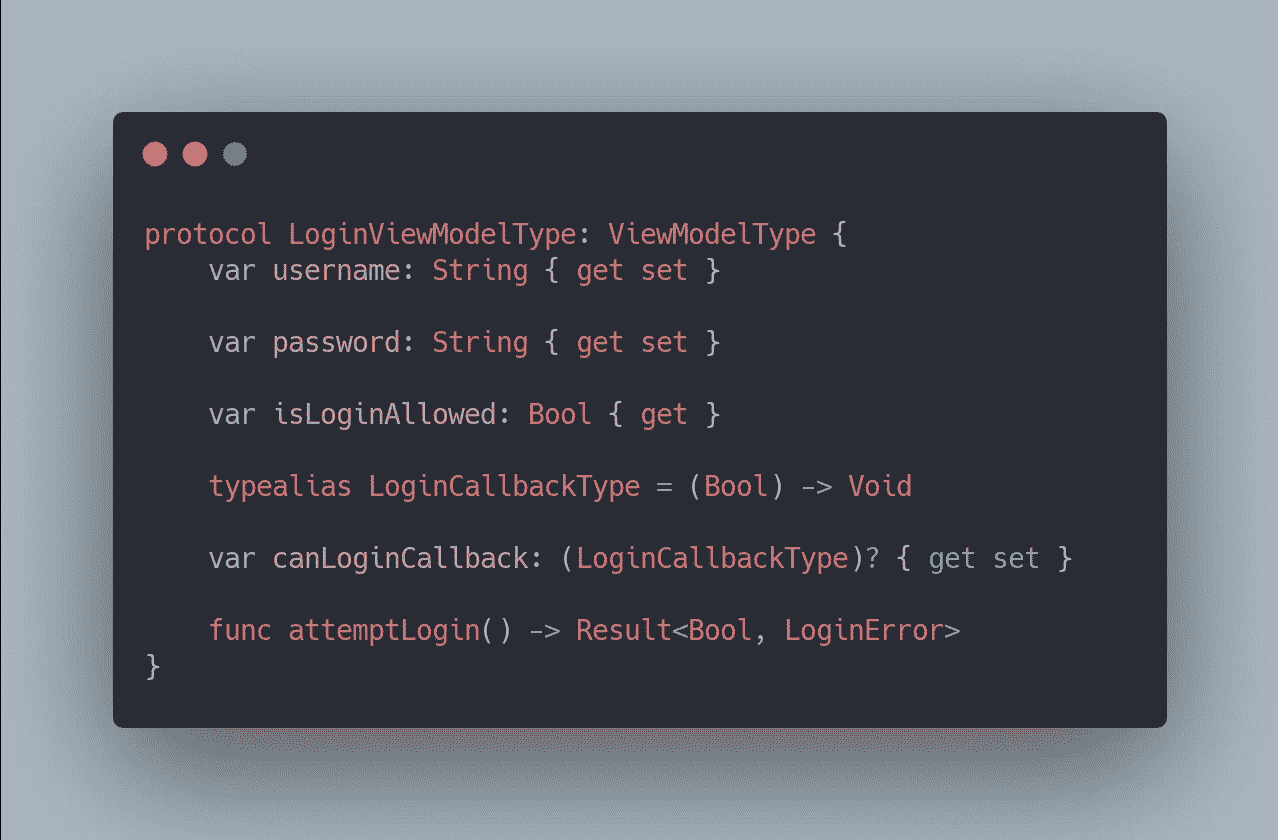 protocol LoginViewModelType: ViewModelType {
    var username: String { get set }

    var password: String { get set }

    var isLoginAllowed: Bool { get }

    typealias LoginCallbackType = (Bool) -> Void

    var canLoginCallback: (LoginCallbackType)? { get set }

    func attemptLogin() -> Result<Bool, LoginError>
}